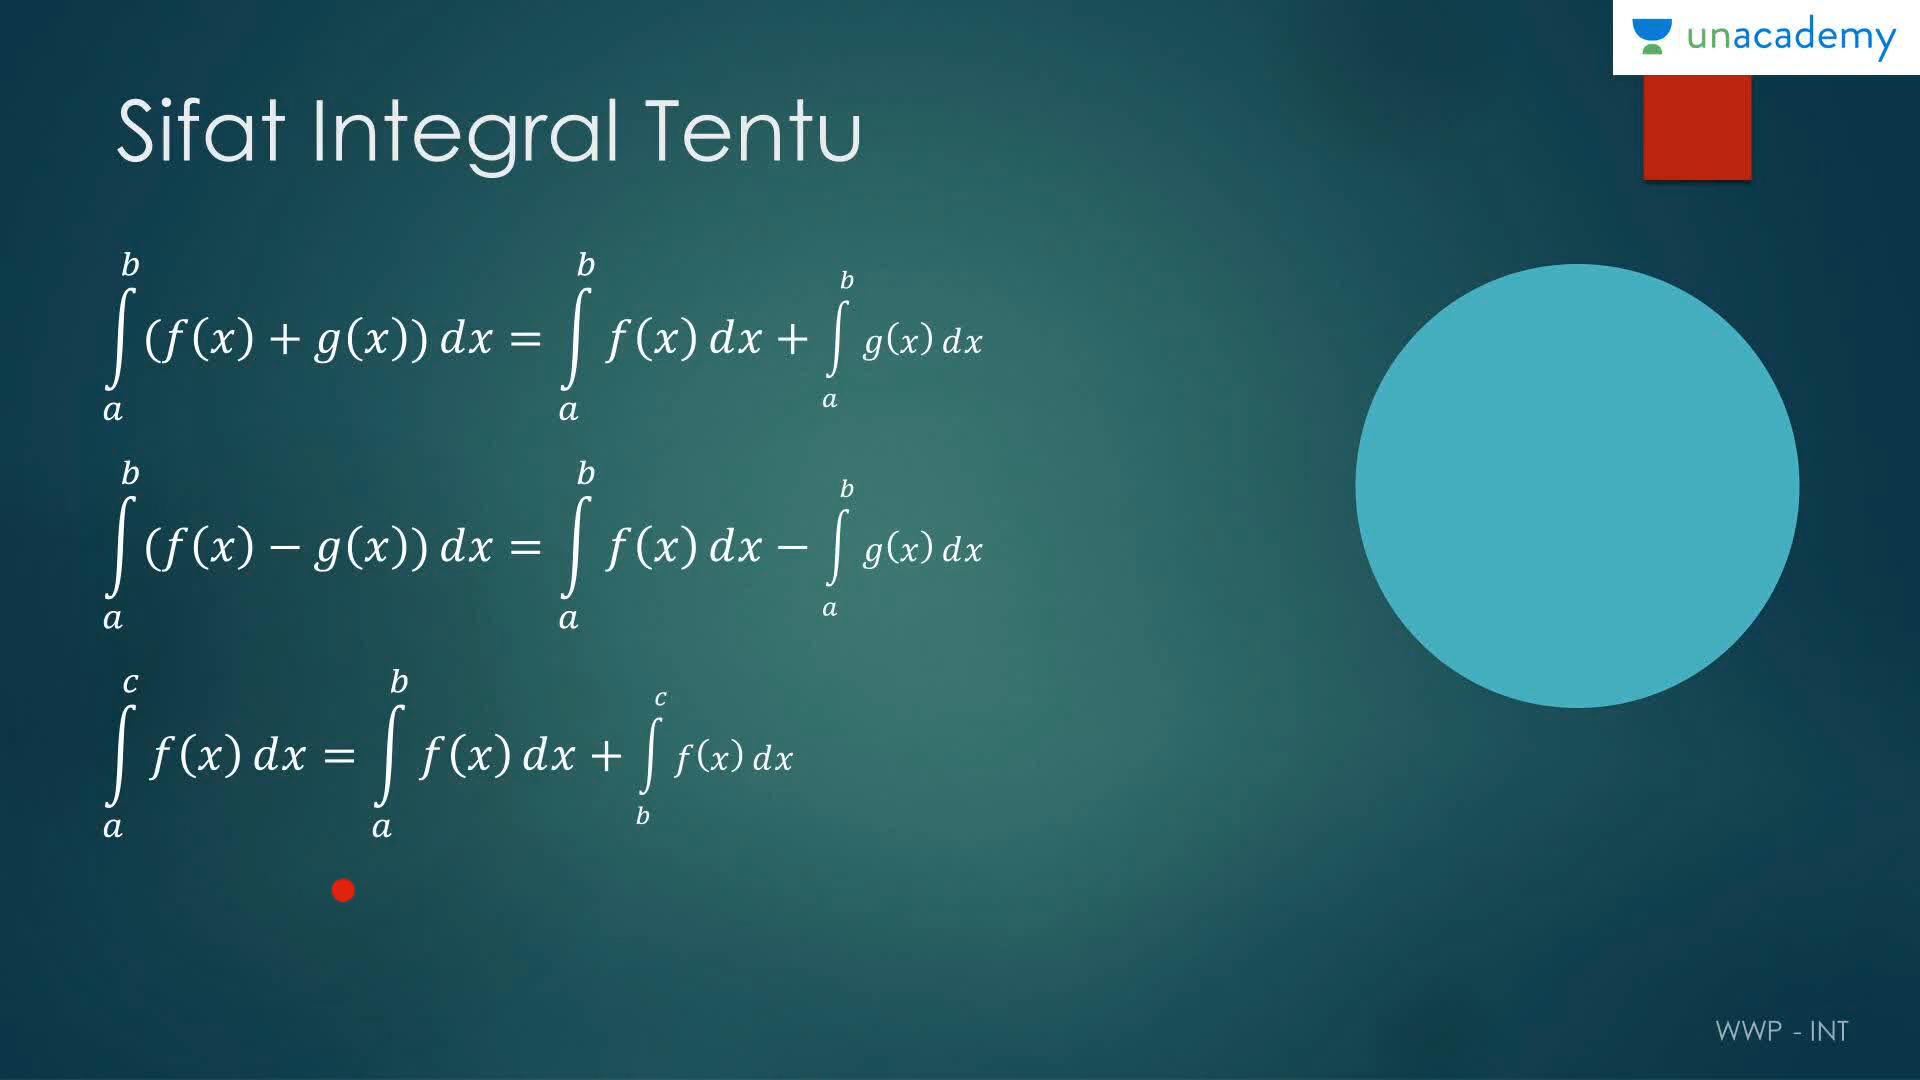 unacademy
Sifat Integral Tentu
∫_a^b (f(x) + g(x)) dx = ∫_a^b f(x) dx + ∫_a^b g(x) dx
∫_a^b (f(x) − g(x)) dx = ∫_a^b f(x) dx − ∫_a^b g(x) dx
∫_a^c f(x) dx = ∫_a^b f(x) dx + ∫_b^c f(x) dx
WWP - INT